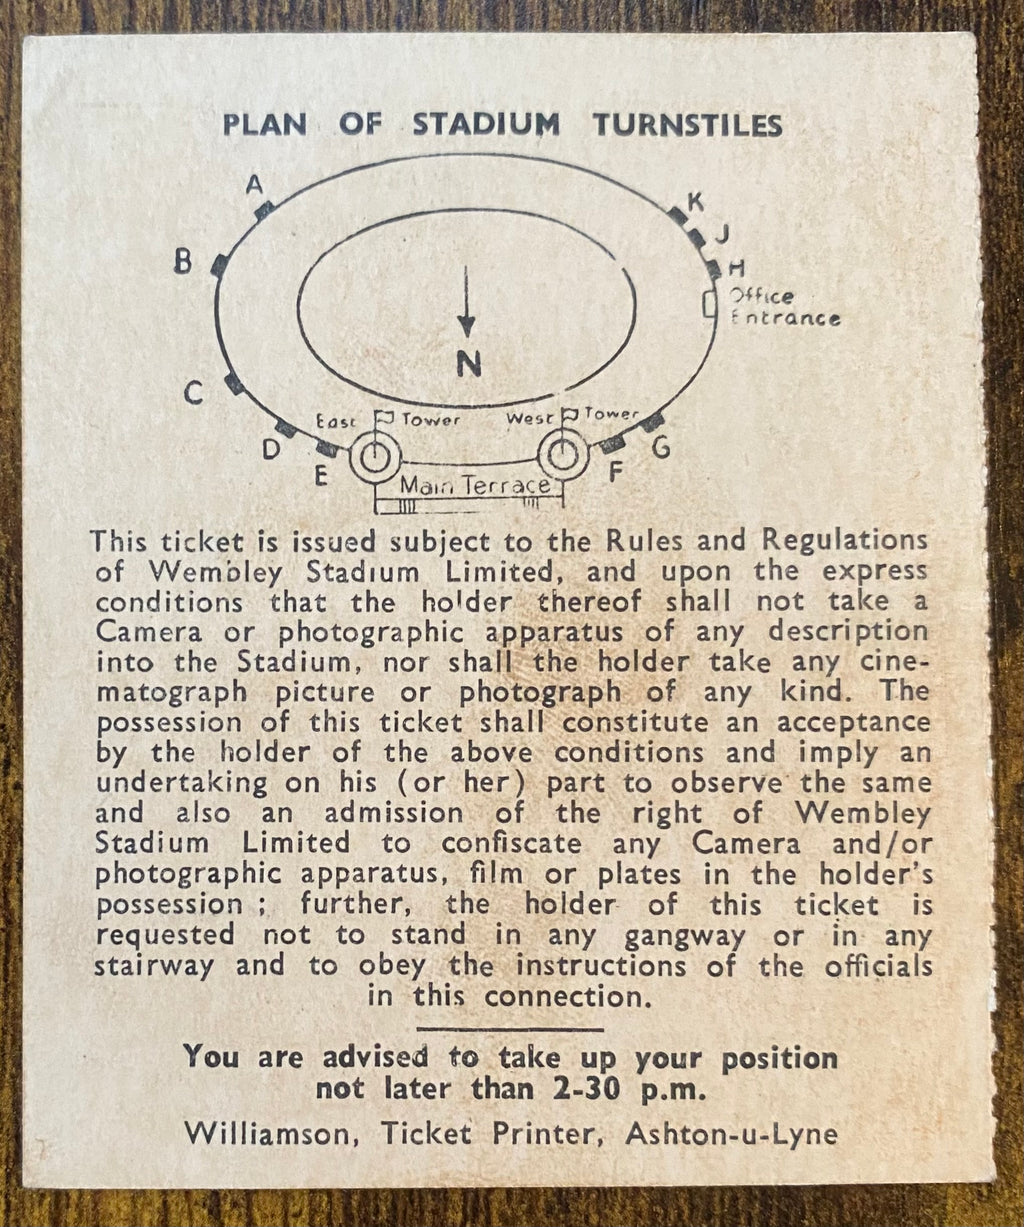 PLAN OF STADIUM TURNSTILES
A
K
J
B
H
Office
Entrance
N
C
East Tower West Tower
D
E
F
G
Main Terrace
This ticket is issued subject to the Rules and Regulations
of Wembley Stadium Limited, and upon the express
conditions that the holder thereof shall not take a
Camera or photographic apparatus of any description
into the Stadium, nor shall the holder take any cine-
matograph picture or photograph of any kind. The
possession of this ticket shall constitute an acceptance
by the holder of the above conditions and imply an
undertaking on his (or her) part to observe the same
and also an admission of the right of Wembley
Stadium Limited to confiscate any Camera and/or
photographic apparatus, film or plates in the holder's
possession ; further, the holder of this ticket is
requested not to stand in any gangway or in any
stairway and to obey the instructions of the officials
in this connection.
You are advised to take up your position
not later than 2-30 p.m.
Williamson, Ticket Printer, Ashton-u-Lyne